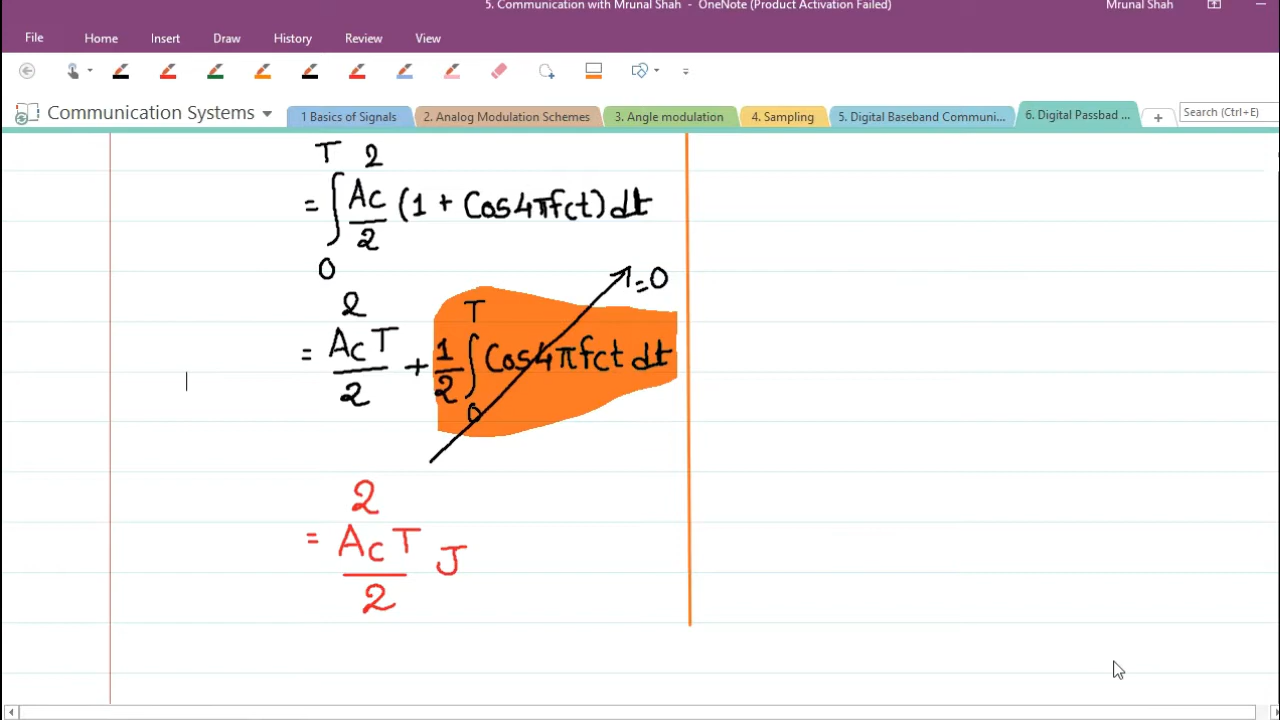 5. Communication with Mrunal Shah - OneNote (Product Activation Failed) Mrunal Shah
File Home Insert Draw History Review View
Communication Systems 1 Basics of Signals 2. Analog Modulation Schemes 3. Angle modulation 4. Sampling 5. Digital Baseband Communi... 6. Digital Passbad ... + Search (Ctrl+E)
T 2
= ∫ Ac/2 (1 + Cos4πfct) dt
0
=0
2 T
= AcT/2 + 1/2 ∫ Cos4πfct dt
0
2
= AcT/2 J